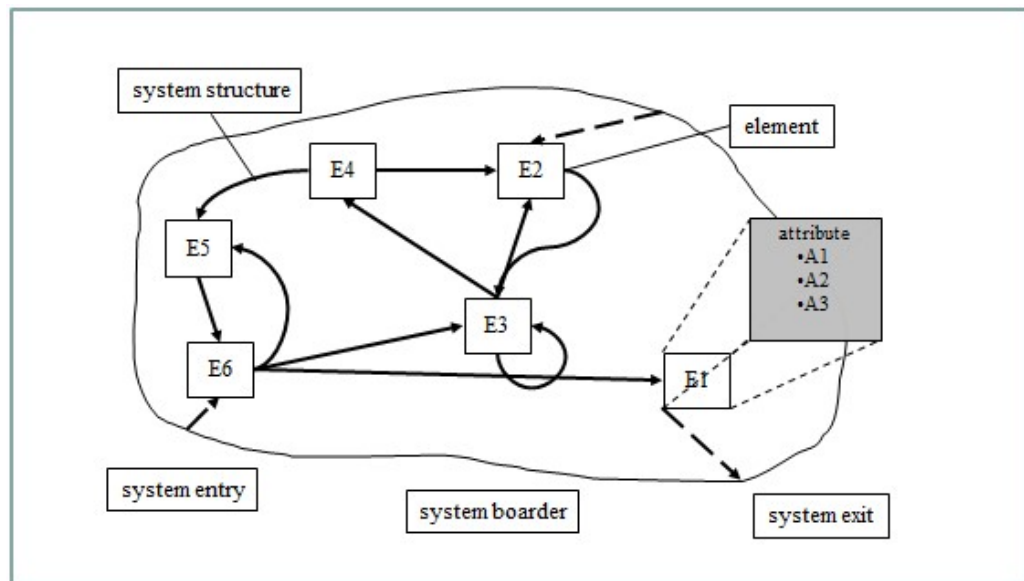 system structure
element
E4
E2
E5
attribute
•A1
•A2
•A3
E3
E6
E1
system entry
system boarder
system exit